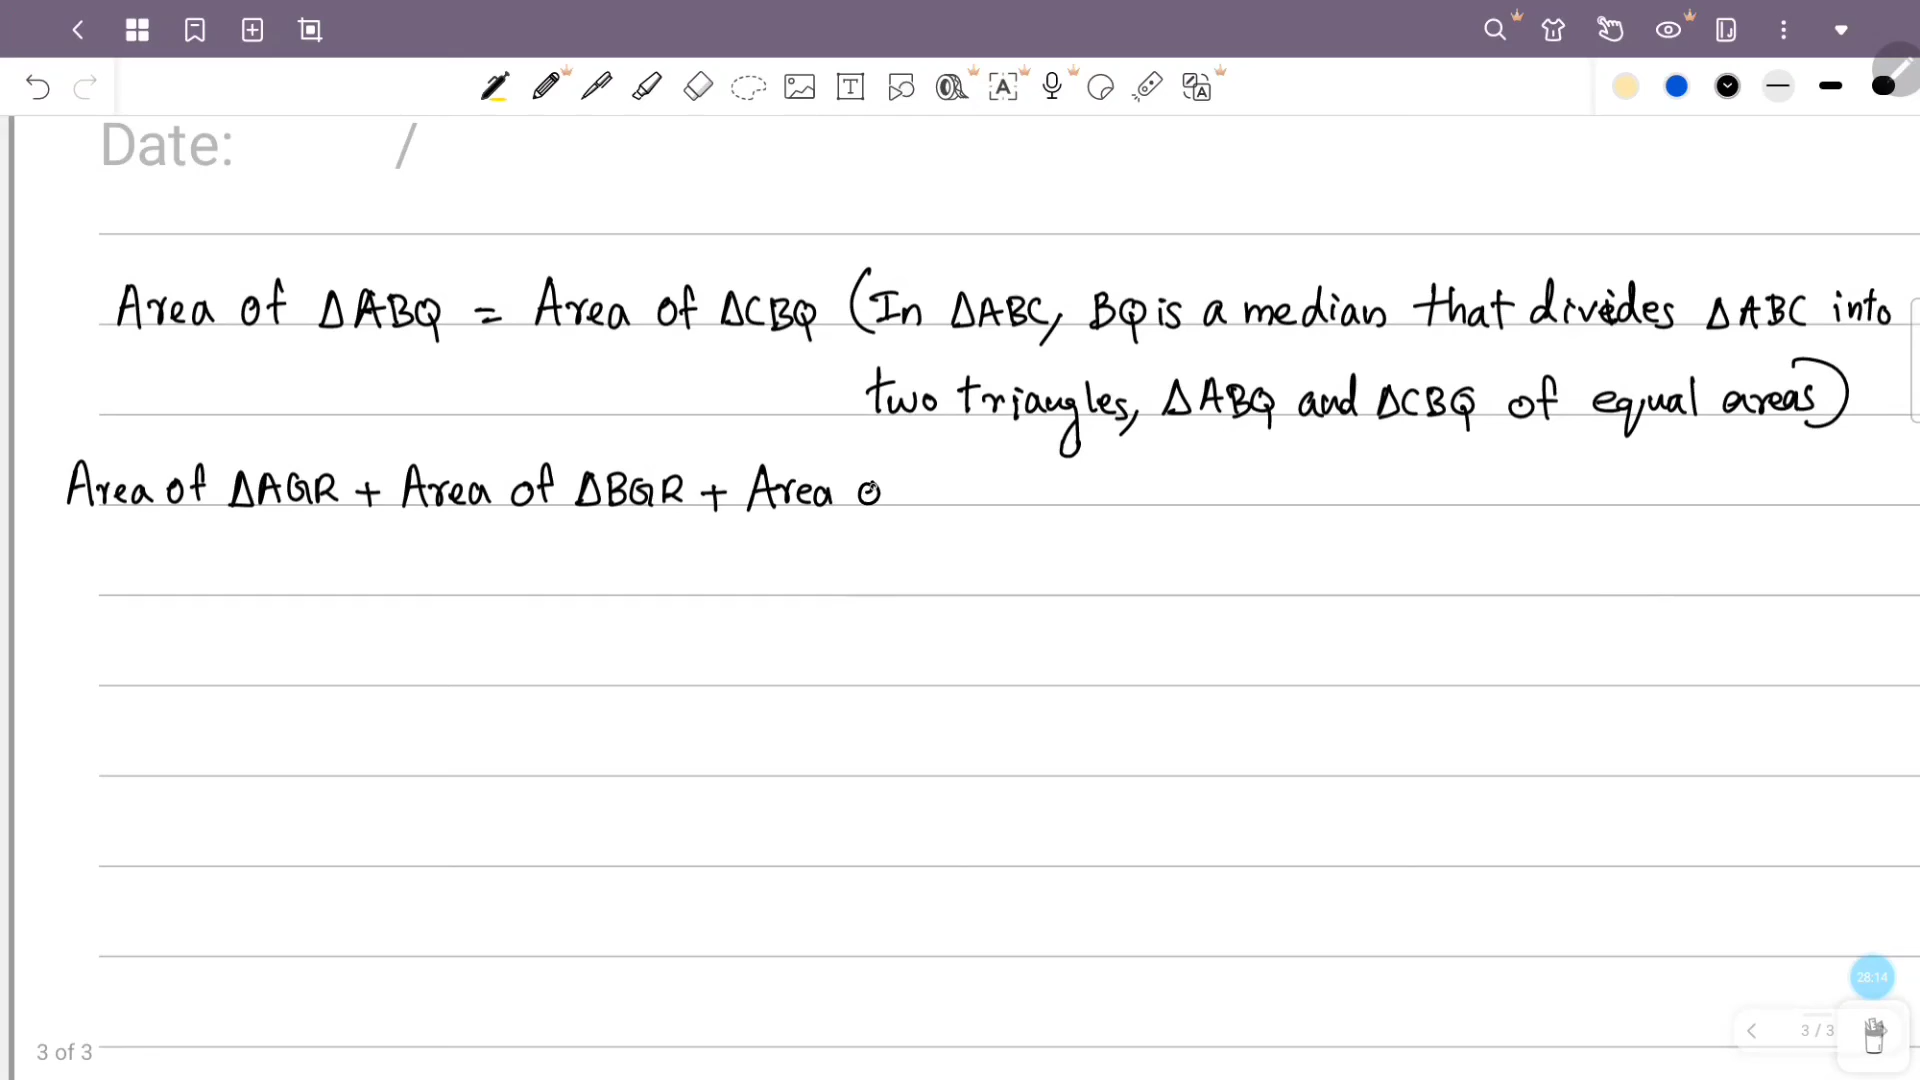 Date: /
Area of ΔABQ = Area of ΔCBQ (In ΔABC, BQ is a median that divides ΔABC into
two triangles, ΔABQ and ΔCBQ of equal areas)
Area of ΔAGR + Area of ΔBGR + Area o
28:14
3 / 3
3 of 3